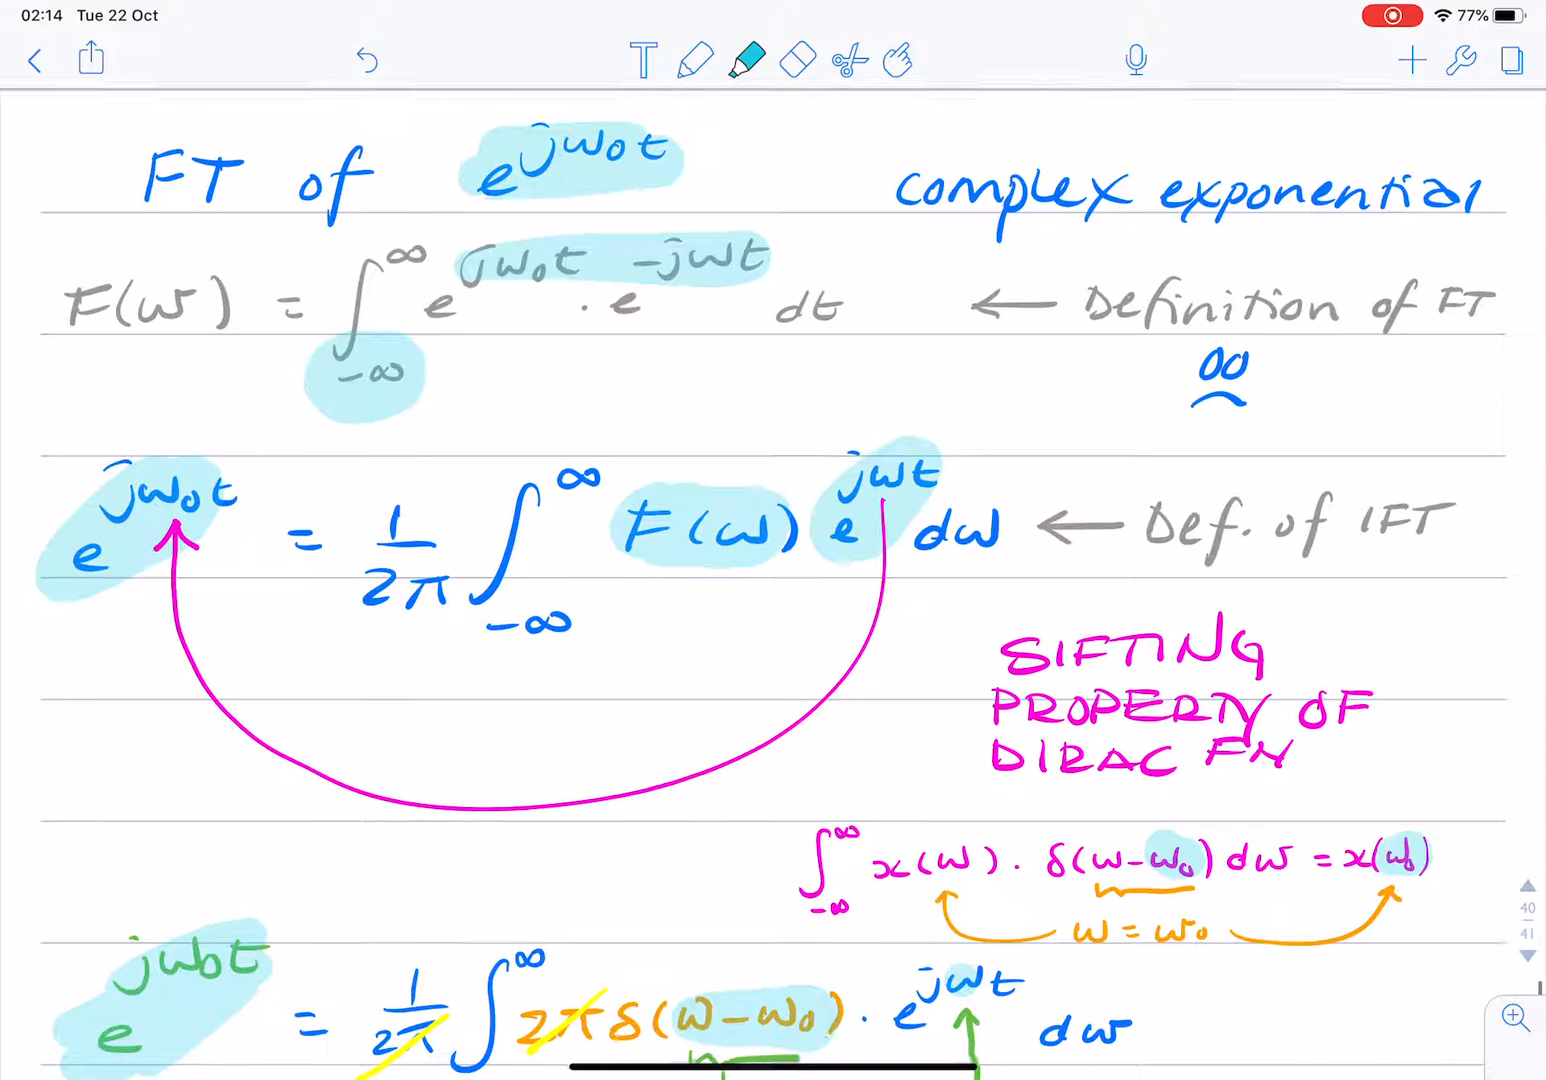 02:14 Tue 22 Oct 77%
T
FT of e^{jω₀t} complex exponential
F(ω) = ∫_{-∞}^{∞} e^{jω₀t} · e^{-jωt} dt ← Definition of FT
e^{jω₀t} = 1/2π ∫_{-∞}^{∞} F(ω) e^{jωt} dω ← Def. of IFT
SIFTING
PROPERTY OF
DIRAC FN
∫_{-∞}^{∞} x(ω) · δ(ω-ω₀) dω = x(ω₀)
ω = ω₀
40
41
e^{jω₀t} = 1/2π ∫^{∞} 2π δ(ω-ω₀) · e^{jωt} dω